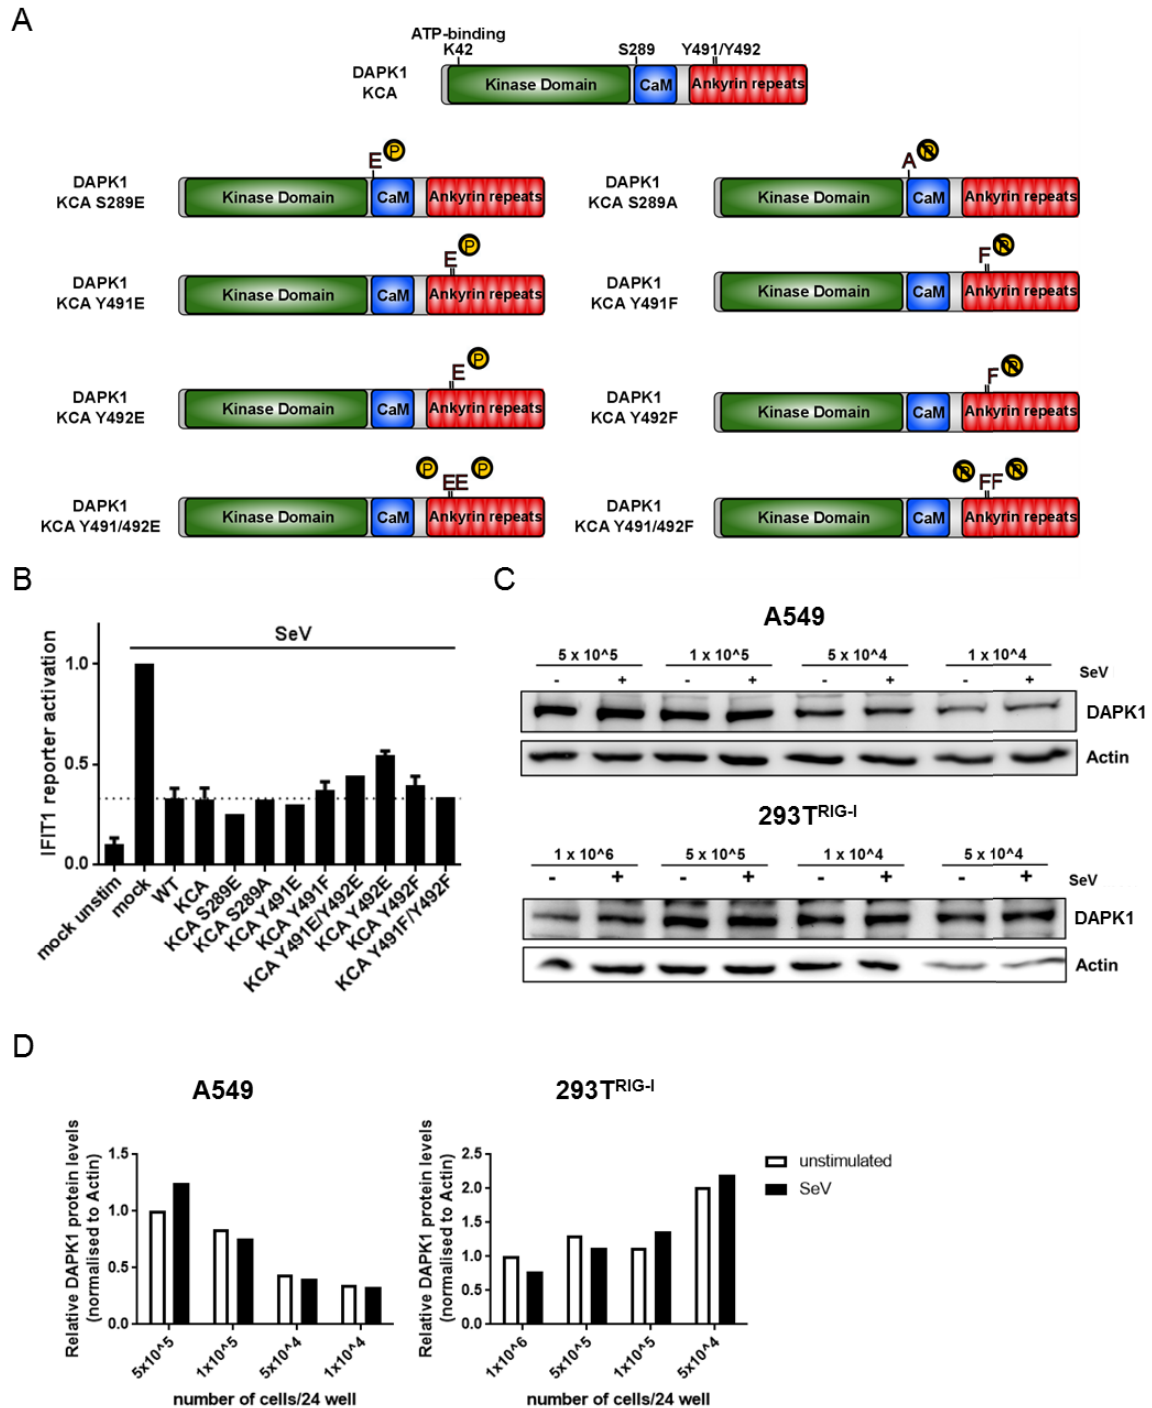 A
ATP-binding
K42
S289
Y491/Y492
DAPK1
KCA
Kinase Domain
CaM
Ankyrin repeats
E
P
DAPK1
KCA S289E
Kinase Domain
CaM
Ankyrin repeats
A
P
DAPK1
KCA S289A
Kinase Domain
CaM
Ankyrin repeats
E
P
DAPK1
KCA Y491E
Kinase Domain
CaM
Ankyrin repeats
F
P
DAPK1
KCA Y491F
Kinase Domain
CaM
Ankyrin repeats
E
P
DAPK1
KCA Y492E
Kinase Domain
CaM
Ankyrin repeats
F
P
DAPK1
KCA Y492F
Kinase Domain
CaM
Ankyrin repeats
P
EE
P
DAPK1
KCA Y491/492E
Kinase Domain
CaM
Ankyrin repeats
P
FF
P
DAPK1
KCA Y491/492F
Kinase Domain
CaM
Ankyrin repeats
B
SeV
IFIT1 reporter activation
1.0
0.5
0.0
mock unstim
mock
WT
KCA
KCA S289E
KCA S289A
KCA Y491E
KCA Y491F
KCA Y491E/Y492E
KCA Y492E
KCA Y492F
KCA Y491F/Y492F
C
A549
5 x 10^5 1 x 10^5 5 x 10^4 1 x 10^4
SeV
- + - + - + - +
DAPK1
Actin
293T RIG-I
1 x 10^6 5 x 10^5 1 x 10^4 5 x 10^4
- + - + - + - +
SeV
DAPK1
Actin
D
A549
Relative DAPK1 protein levels
(normalised to Actin)
1.5
1.0
0.5
0.0
5x10^5
1x10^5
5x10^4
1x10^4
number of cells/24 well
293T RIG-I
Relative DAPK1 protein levels
(normalised to Actin)
2.5
2.0
1.5
1.0
0.5
0.0
1x10^6
5x10^5
1x10^5
5x10^4
number of cells/24 well
unstimulated
SeV